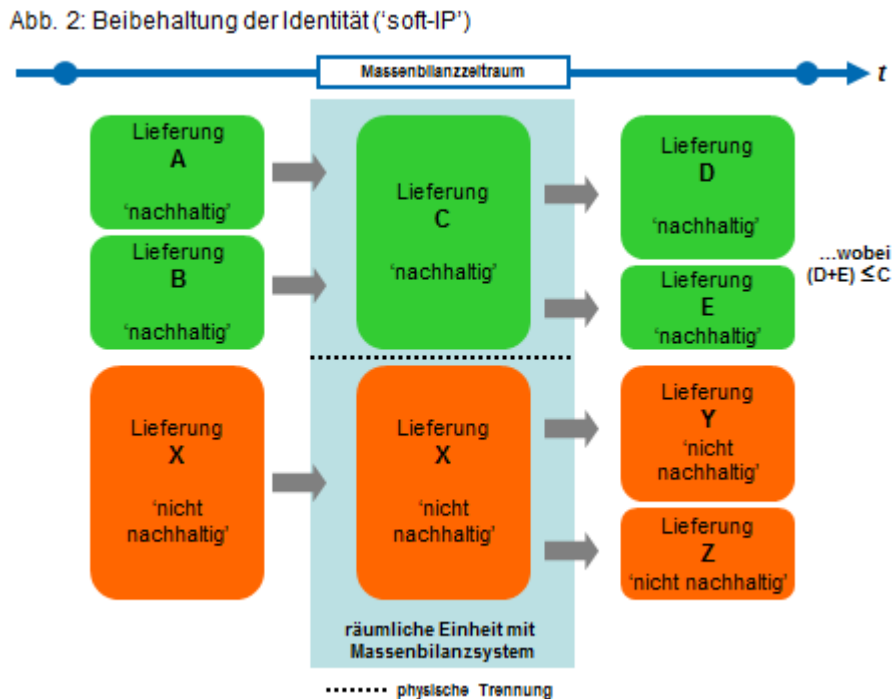 Abb. 2: Beibehaltung der Identität (‘soft-IP’)
Massenbilanzzeitraum
t
Lieferung
A
‘nachhaltig’
Lieferung
B
‘nachhaltig’
Lieferung
X
‘nicht
nachhaltig’
Lieferung
C
‘nachhaltig’
Lieferung
X
‘nicht
nachhaltig’
räumliche Einheit mit
Massenbilanzsystem
Lieferung
D
‘nachhaltig’
Lieferung
E
‘nachhaltig’
...wobei
(D+E) ≤C
Lieferung
Y
‘nicht
nachhaltig’
Lieferung
Z
‘nicht nachhaltig’
physische Trennung